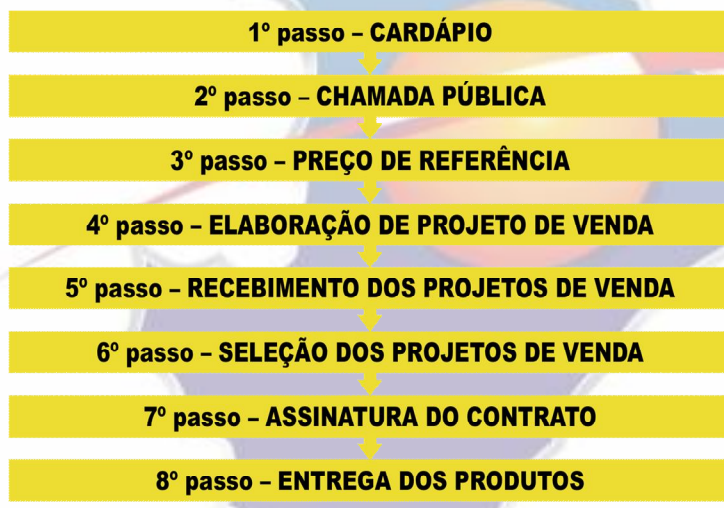 1º passo – CARDÁPIO
2º passo – CHAMADA PÚBLICA
3º passo – PREÇO DE REFERÊNCIA
4º passo – ELABORAÇÃO DE PROJETO DE VENDA
5º passo – RECEBIMENTO DOS PROJETOS DE VENDA
6º passo – SELEÇÃO DOS PROJETOS DE VENDA
7º passo – ASSINATURA DO CONTRATO
8º passo – ENTREGA DOS PRODUTOS